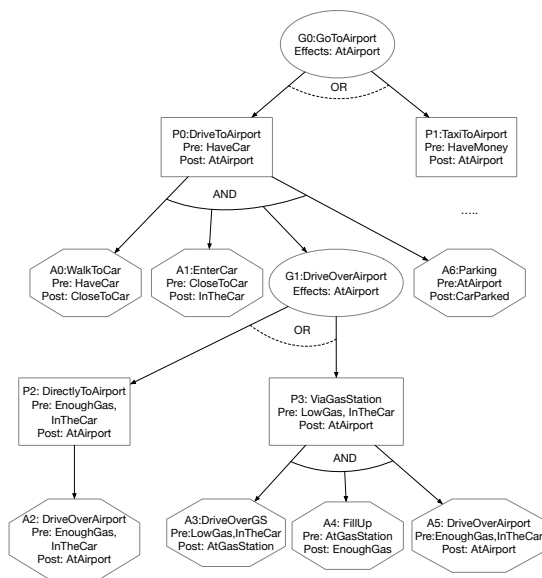 G0:GoToAirport
Effects: AtAirport
OR
P0:DriveToAirport
Pre: HaveCar
Post: AtAirport
P1:TaxiToAirport
Pre: HaveMoney
Post: AtAirport
AND
.....
A0:WalkToCar
Pre: HaveCar
Post: CloseToCar
A1:EnterCar
Pre: CloseToCar
Post: InTheCar
G1:DriveOverAirport
Effects: AtAirport
A6:Parking
Pre:AtAirport
Post:CarParked
OR
P2: DirectlyToAirport
Pre: EnoughGas,
InTheCar
Post: AtAirport
P3: ViaGasStation
Pre: LowGas, InTheCar
Post: AtAirport
AND
A2: DriveOverAirport
Pre: EnoughGas,
InTheCar
Post: AtAirport
A3:DriveOverGS
Pre:LowGas,InTheCar
Post: AtGasStation
A4: FillUp
Pre: AtGasStation
Post: EnoughGas
A5: DriveOverAirport
Pre:EnoughGas,InTheCar
Post: AtAirport